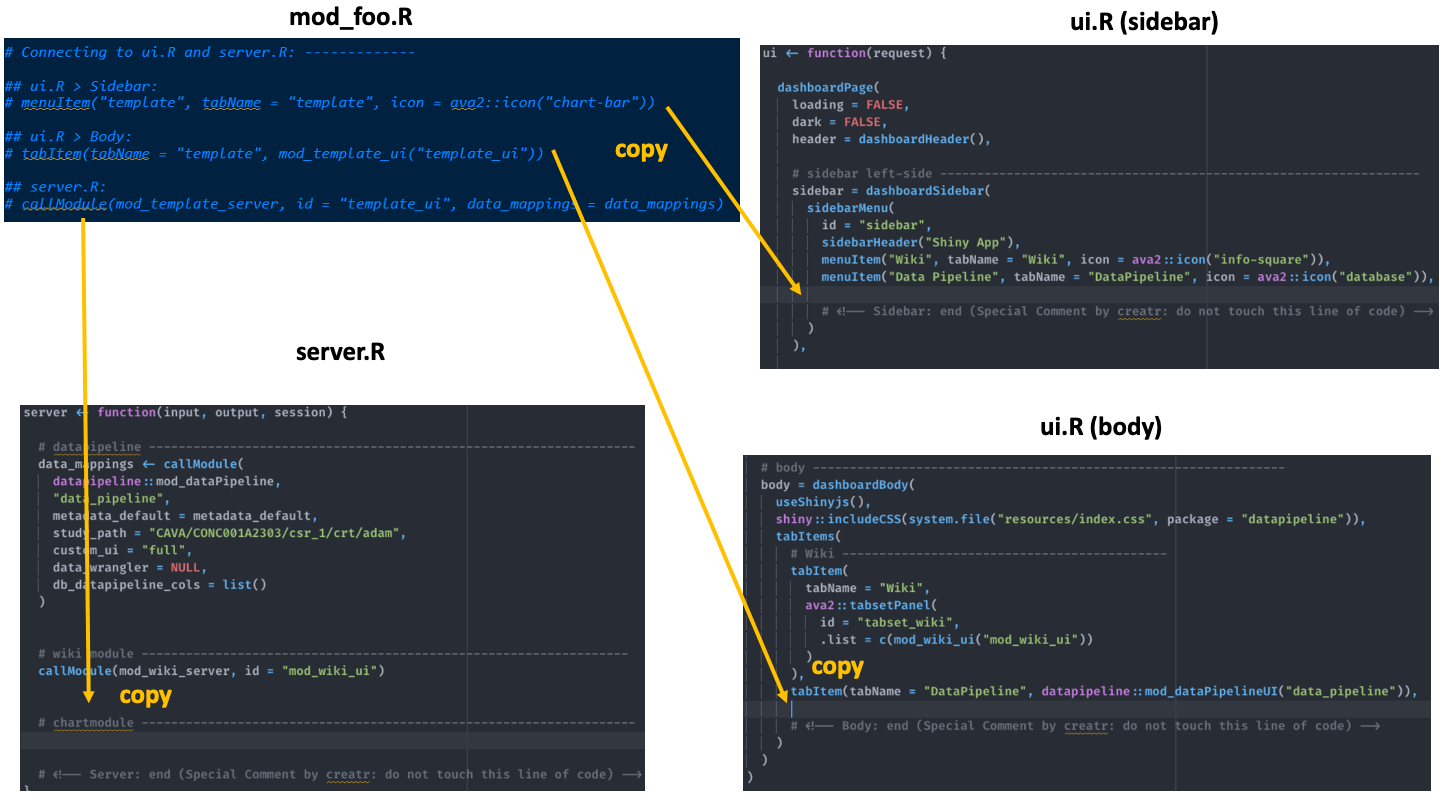 mod_foo.R
# Connecting to ui.R and server.R: -------------
## ui.R > Sidebar:
# menuItem("template", tabName = "template", icon = ava2::icon("chart-bar"))
## ui.R > Body:
# tabItem(tabName = "template", mod_template_ui("template_ui"))
## server.R:
# callModule(mod_template_server, id = "template_ui", data_mappings = data_mappings)
copy
ui.R (sidebar)
ui <- function(request) {
dashboardPage(
loading = FALSE,
dark = FALSE,
header = dashboardHeader(),
# sidebar left-side ----------------------------------------------------------------
sidebar = dashboardSidebar(
sidebarMenu(
id = "sidebar",
sidebarHeader("Shiny App"),
menuItem("Wiki", tabName = "Wiki", icon = ava2::icon("info-square")),
menuItem("Data Pipeline", tabName = "DataPipeline", icon = ava2::icon("database")),
# <!-- Sidebar: end (Special Comment by creatr: do not touch this line of code) -->
)
),
server.R
server <- function(input, output, session) {
# datapipeline -----------------------------------------------------------------
data_mappings <- callModule(
datapipeline::mod_dataPipeline,
"data_pipeline",
metadata_default = metadata_default,
study_path = "CAVA/CONC001A2303/csr_1/crt/adam",
custom_ui = "full",
data_wrangler = NULL,
db_datapipeline_cols = list()
)
# wiki module -----------------------------------------------------------------
callModule(mod_wiki_server, id = "mod_wiki_ui")
copy
# chartmodule ------------------------------------------------------------------
# <!-- Server: end (Special Comment by creatr: do not touch this line of code) -->
}
ui.R (body)
# body ---------------------------------------------------------------
body = dashboardBody(
useShinyjs(),
shiny::includeCSS(system.file("resources/index.css", package = "datapipeline")),
tabItems(
# Wiki -------------------------------------------
tabItem(
tabName = "Wiki",
ava2::tabsetPanel(
id = "tabset_wiki",
.list = c(mod_wiki_ui("mod_wiki_ui"))
)
),
copy
tabItem(tabName = "DataPipeline", datapipeline::mod_dataPipelineUI("data_pipeline")),
# <!-- Body: end (Special Comment by creatr: do not touch this line of code) -->
)
)
)